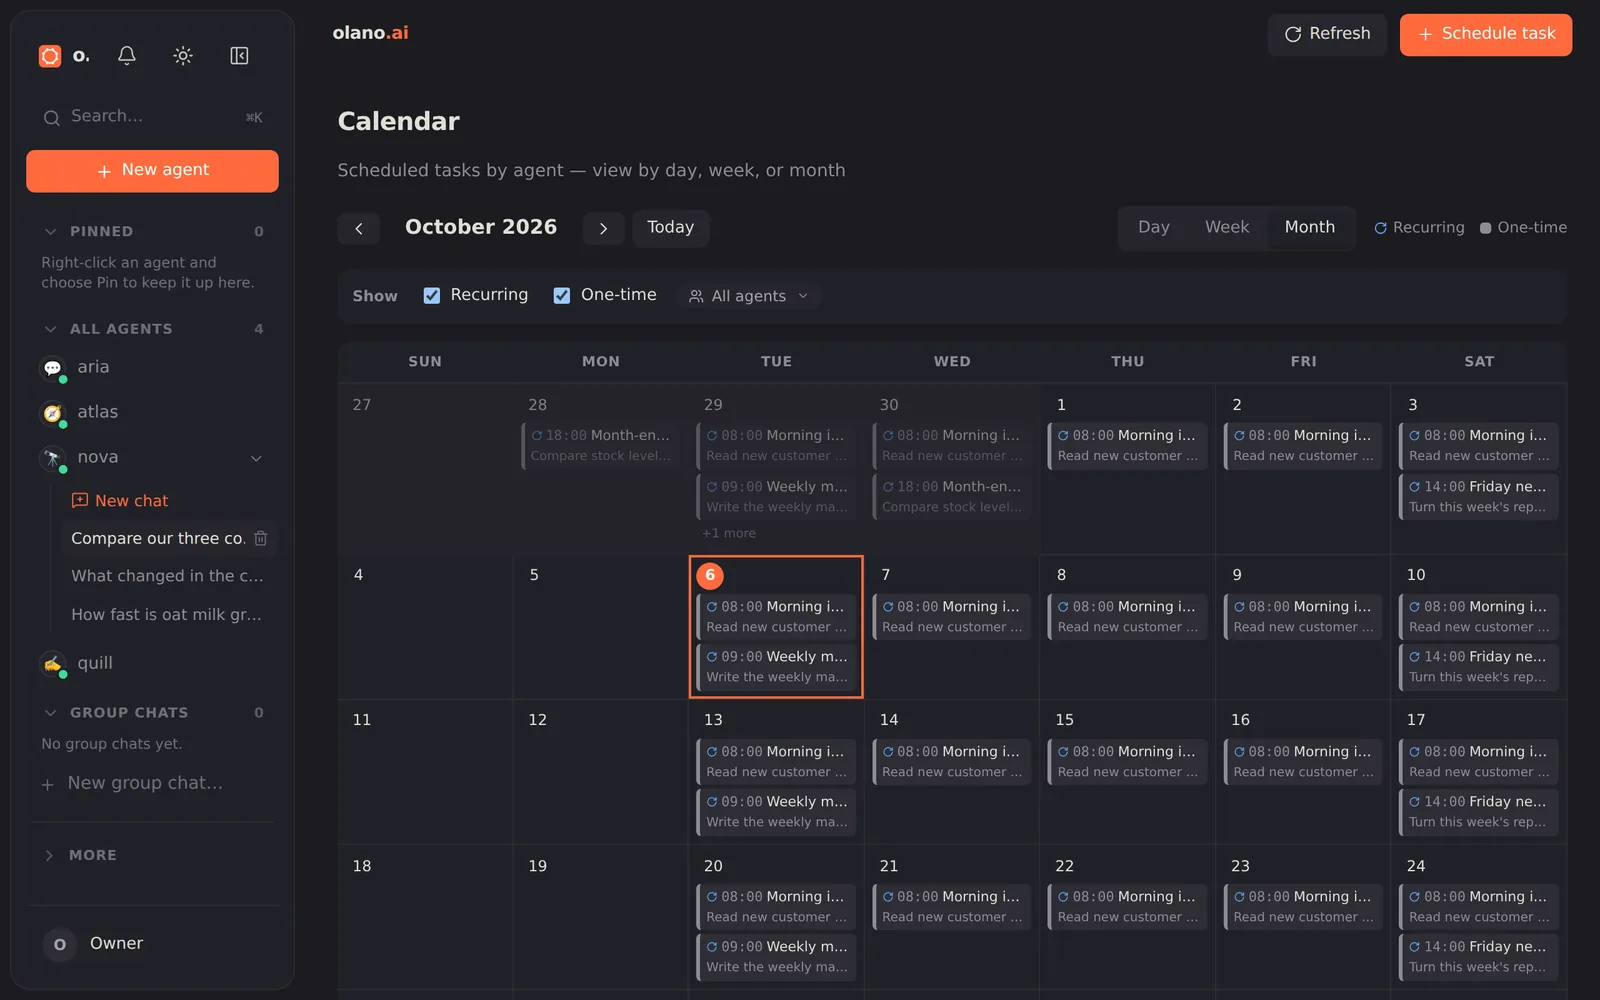 o.
Search...
⌘K
+ New agent
PINNED 0
Right-click an agent and
choose Pin to keep it up here.
ALL AGENTS 4
aria
atlas
nova
New chat
Compare our three co.
What changed in the c...
How fast is oat milk gr...
quill
GROUP CHATS 0
No group chats yet.
+ New group chat...
MORE
O Owner
olano.ai
Refresh
+ Schedule task
Calendar
Scheduled tasks by agent — view by day, week, or month
October 2026
Today
Day Week Month
Recurring One-time
Show Recurring One-time All agents
SUN MON TUE WED THU FRI SAT
27 28 29 30 1 2 3
18:00 Month-en... 08:00 Morning i... 08:00 Morning i... 08:00 Morning i... 08:00 Morning i... 08:00 Morning i...
Compare stock level... Read new customer ... Read new customer ... Read new customer ... Read new customer ... Read new customer ...
09:00 Weekly m... 18:00 Month-en... 14:00 Friday ne...
Write the weekly ma... Compare stock level... Turn this week's rep...
+1 more
4 5 6 7 8 9 10
08:00 Morning i... 08:00 Morning i... 08:00 Morning i... 08:00 Morning i... 08:00 Morning i...
Read new customer ... Read new customer ... Read new customer ... Read new customer ... Read new customer ...
09:00 Weekly m... 14:00 Friday ne...
Write the weekly ma... Turn this week's rep...
11 12 13 14 15 16 17
08:00 Morning i... 08:00 Morning i... 08:00 Morning i... 08:00 Morning i... 08:00 Morning i...
Read new customer ... Read new customer ... Read new customer ... Read new customer ... Read new customer ...
09:00 Weekly m... 14:00 Friday ne...
Write the weekly ma... Turn this week's rep...
18 19 20 21 22 23 24
08:00 Morning i... 08:00 Morning i... 08:00 Morning i... 08:00 Morning i... 08:00 Morning i...
Read new customer ... Read new customer ... Read new customer ... Read new customer ... Read new customer ...
09:00 Weekly m... 14:00 Friday ne...
Write the weekly ma... Turn this week's rep...